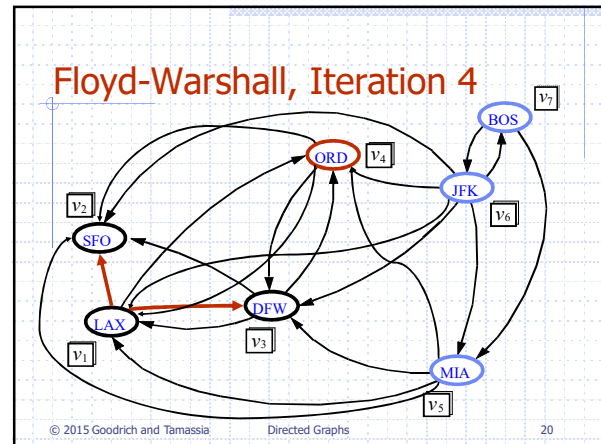 Floyd-Warshall, Iteration 4
v7
BOS
ORD
v4
JFK
v2
v6
SFO
DFW
LAX
v3
v1
MIA
v5
© 2015 Goodrich and Tamassia
Directed Graphs
20